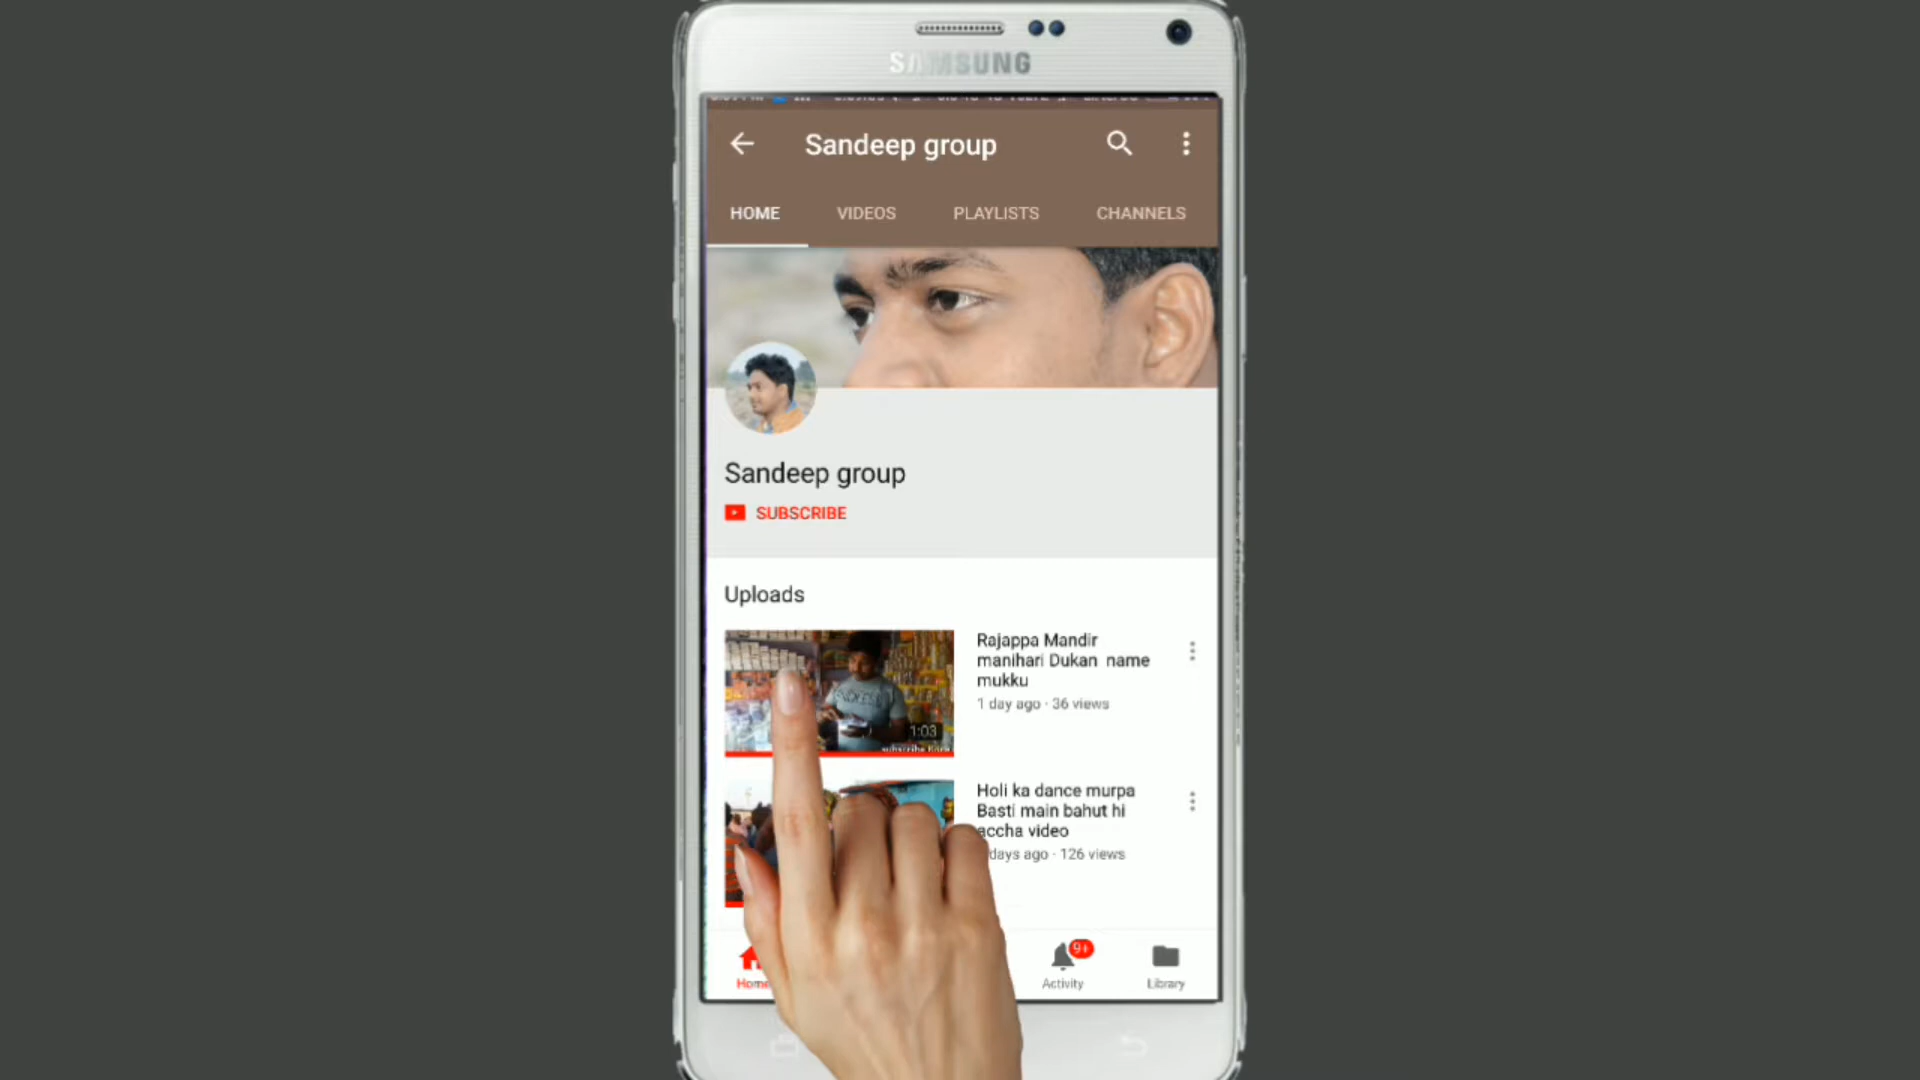 SAMSUNG
Sandeep group
HOME VIDEOS PLAYLISTS CHANNELS
Sandeep group
SUBSCRIBE
Uploads
Rajappa Mandir
manihari Dukan name
mukku
1 day ago · 36 views
1:03
Holi ka dance murpa
Basti main bahut hi
accha video
days ago · 126 views
9+
Home Activity Library